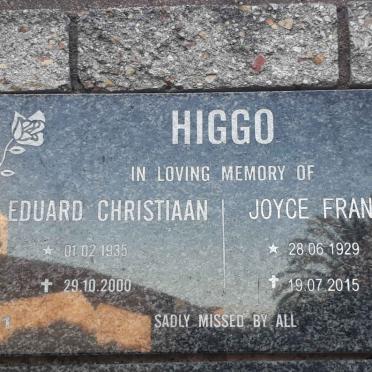 HIGGO
IN LOVING MEMORY OF
EDUARD CHRISTIAAN JOYCE FRAN
★ 01.02.1935 ★ 28.06.1929
✝ 29.10.2000 ✝ 19.07.2015
SADLY MISSED BY ALL